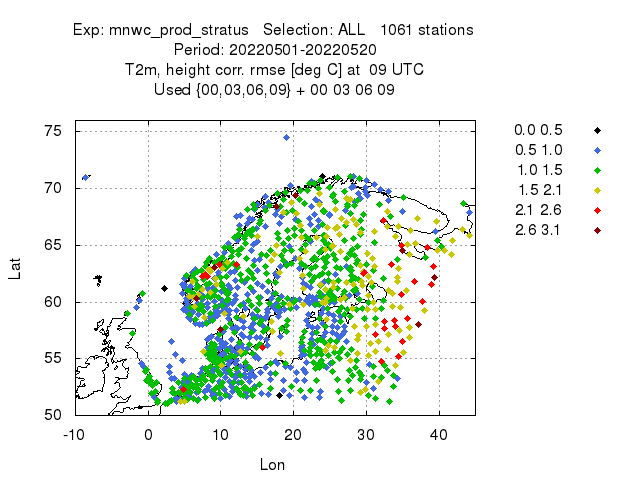 Exp: mnwc_prod_stratus Selection: ALL 1061 stations
Period: 20220501-20220520
T2m, height corr. rmse [deg C] at 09 UTC
Used {00,03,06,09} + 00 03 06 09
0.0 0.5
0.5 1.0
1.0 1.5
1.5 2.1
2.1 2.6
2.6 3.1
75
70
65
60
55
50
Lat
-10 0 10 20 30 40
Lon